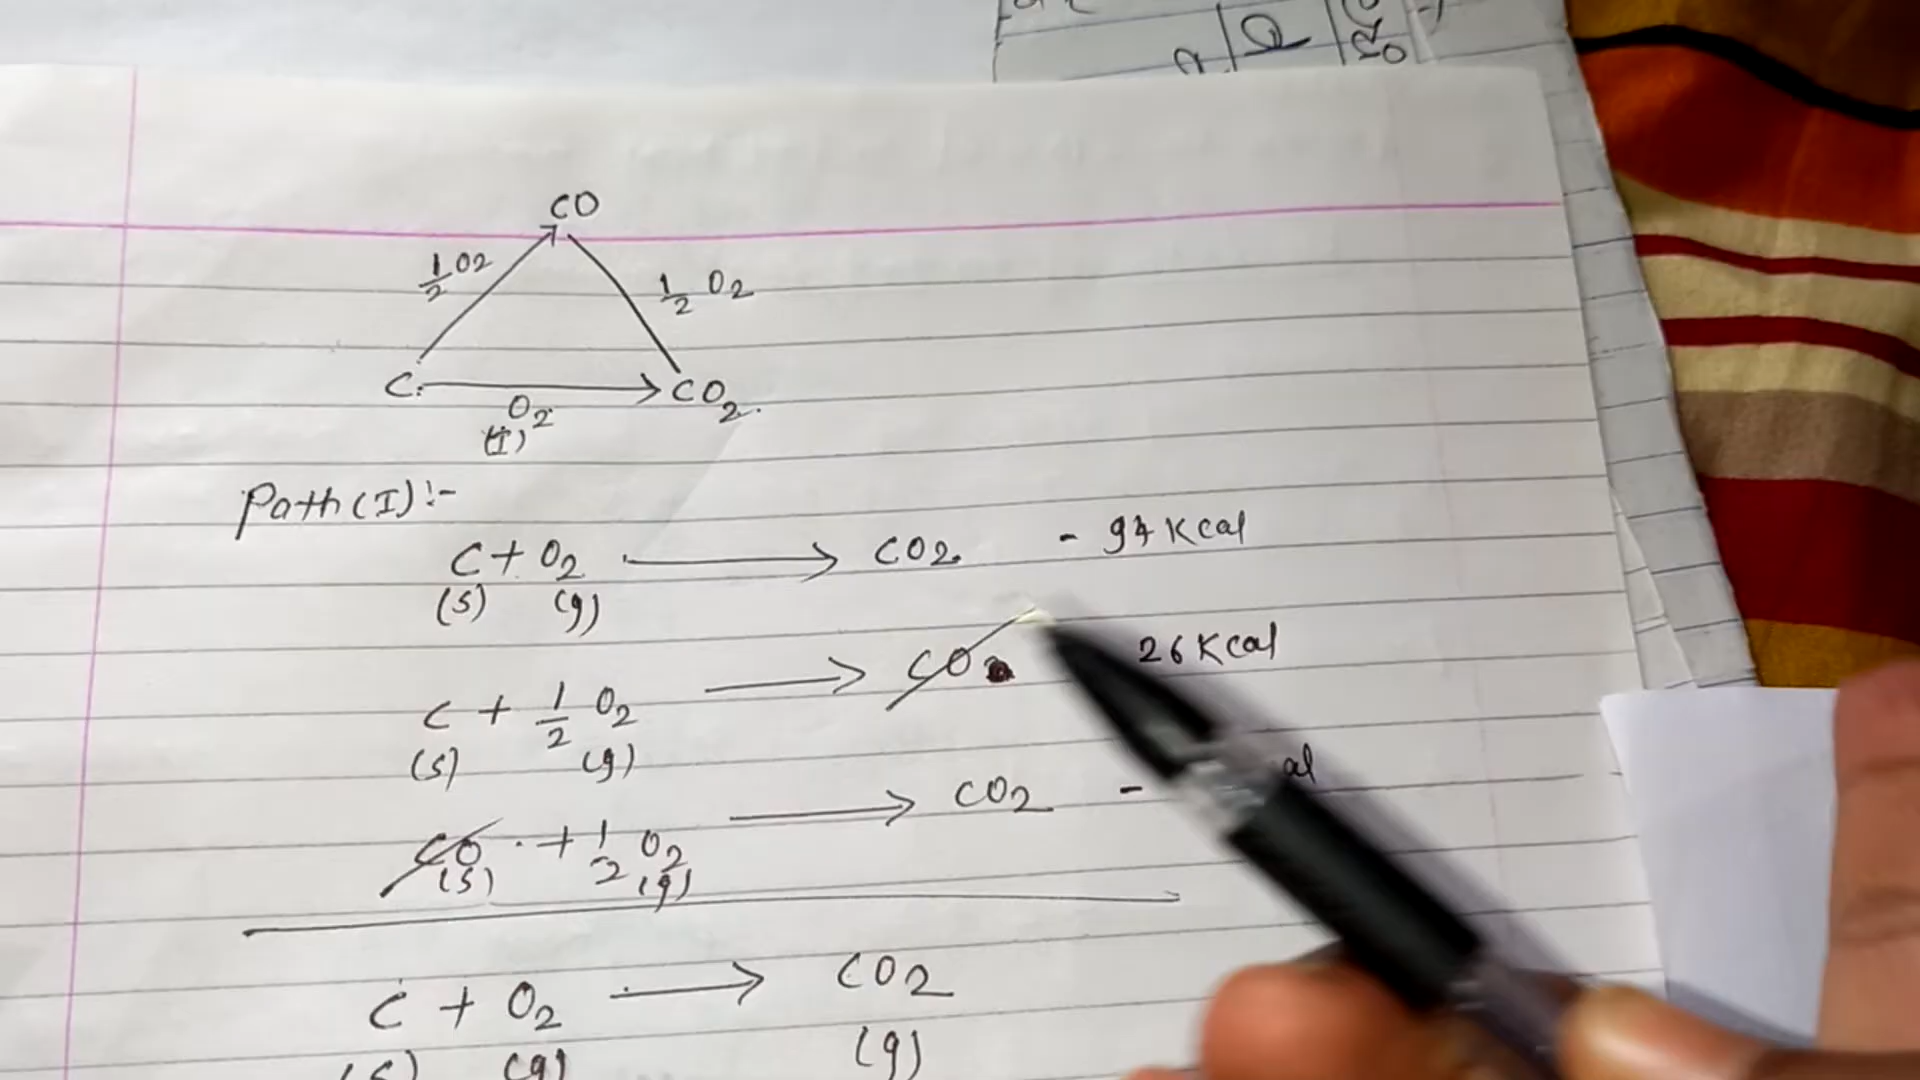 CO
1/2 O2
1/2 O2
C
CO2
O2
(I)
Path (I):-
C + O2 → CO2 - 94 Kcal
(s) (g)
C + 1/2 O2 → CO 26 Kcal
(s) (g)
CO + 1/2 O2 → CO2 -
(s) (g)
C + O2 → CO2
(s) (g) (g)